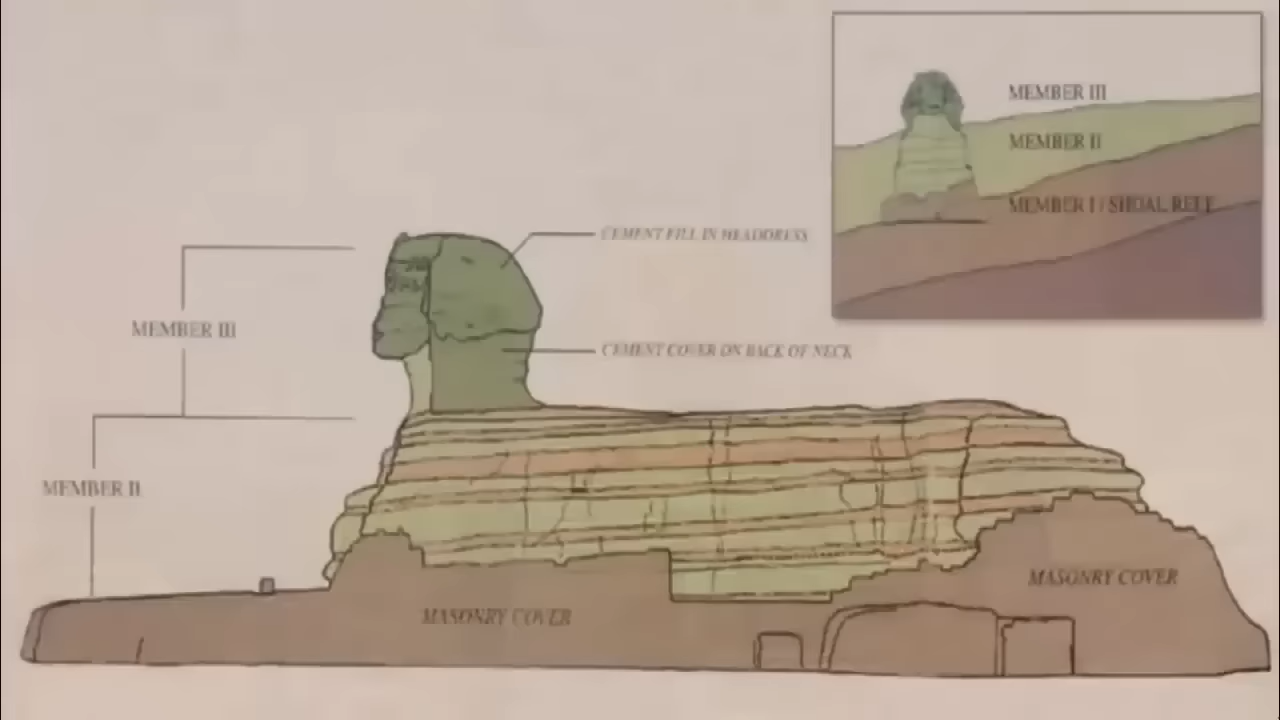 MEMBER III
MEMBER II
MEMBER I / SHOAL REEF
CEMENT FILL IN HEADDRESS
MEMBER III
CEMENT COVER ON BACK OF NECK
MEMBER II
MASONRY COVER
MASONRY COVER